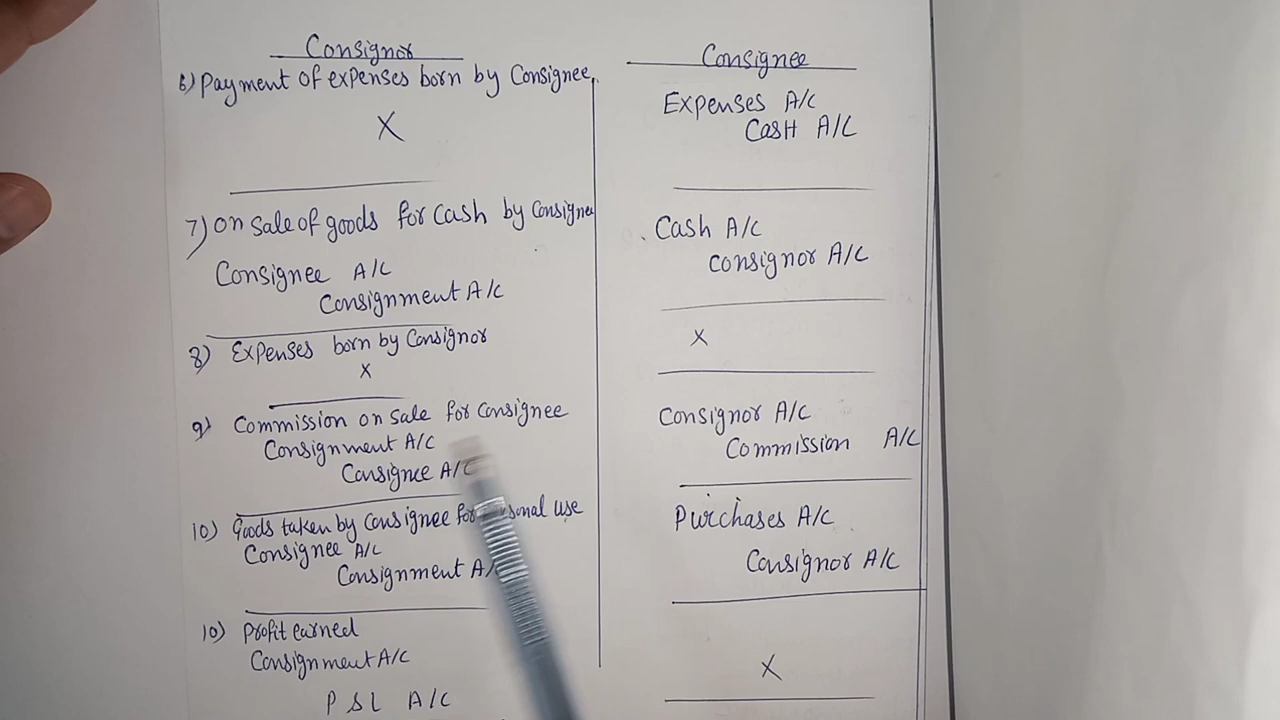 Consignor
6) Payment of expenses born by Consignee.
X
7) on sale of goods for cash by Consignee
Consignee A/C
Consignment A/C
8) Expenses born by Consignor
X
9) Commission on sale for Consignee
Consignment A/C
Consignee A/C
10) Goods taken by Consignee for use
Consignee A/C
Consignment
10) Profit earned
Consignment A/C
P & L A/C
Consignee
Expenses A/C
Cash A/C
Cash A/C
consignor A/C
X
Consignor A/C
Commission A/C
Purchases A/C
Consignor A/C
X